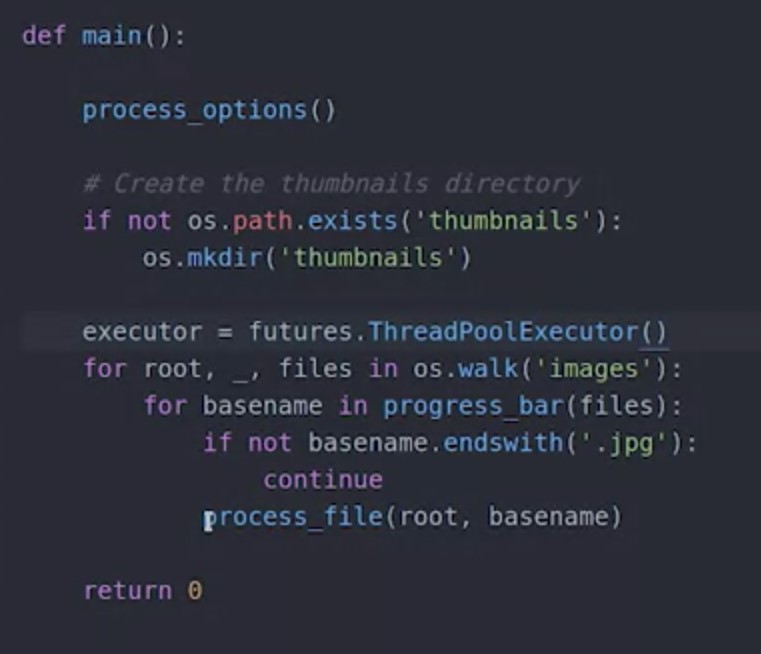 def main():
    process_options()
    # Create the thumbnails directory
    if not os.path.exists('thumbnails'):
        os.mkdir('thumbnails')
    executor = futures.ThreadPoolExecutor()
    for root, _, files in os.walk('images'):
        for basename in progress_bar(files):
            if not basename.endswith('.jpg'):
                continue
            process_file(root, basename)
    return 0